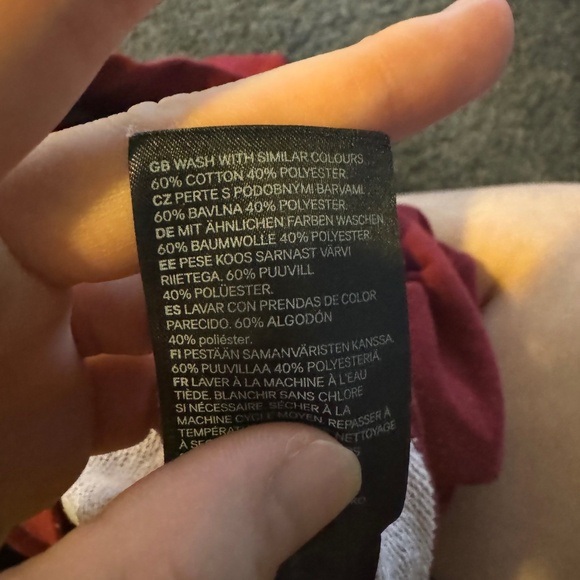 GB WASH WITH SIMILAR COLOURS.
60% COTTON 40% POLYESTER.
CZ PERTE S PODOBNÝMI BARVAMI.
60% BAVLNA 40% POLYESTER.
DE MIT ÄHNLICHEN FARBEN WASCHEN.
60% BAUMWOLLE 40% POLYESTER.
EE PESE KOOS SARNAST VÄRVI
RIIETEGA. 60% PUUVILL
40% POLÜESTER.
ES LAVAR CON PRENDAS DE COLOR
PARECIDO. 60% ALGODÓN
40% poliéster.
FI PESTÄÄN SAMANVÄRISTEN KANSSA.
60% PUUVILLAA 40% POLYESTERIÄ.
FR LAVER À LA MACHINE À L'EAU
TIÈDE. BLANCHIR SANS CHLORE
SI NÉCESSAIRE. SÉCHER À LA
MACHINE CYCLE MOYEN. REPASSER À
NETTOYAGE